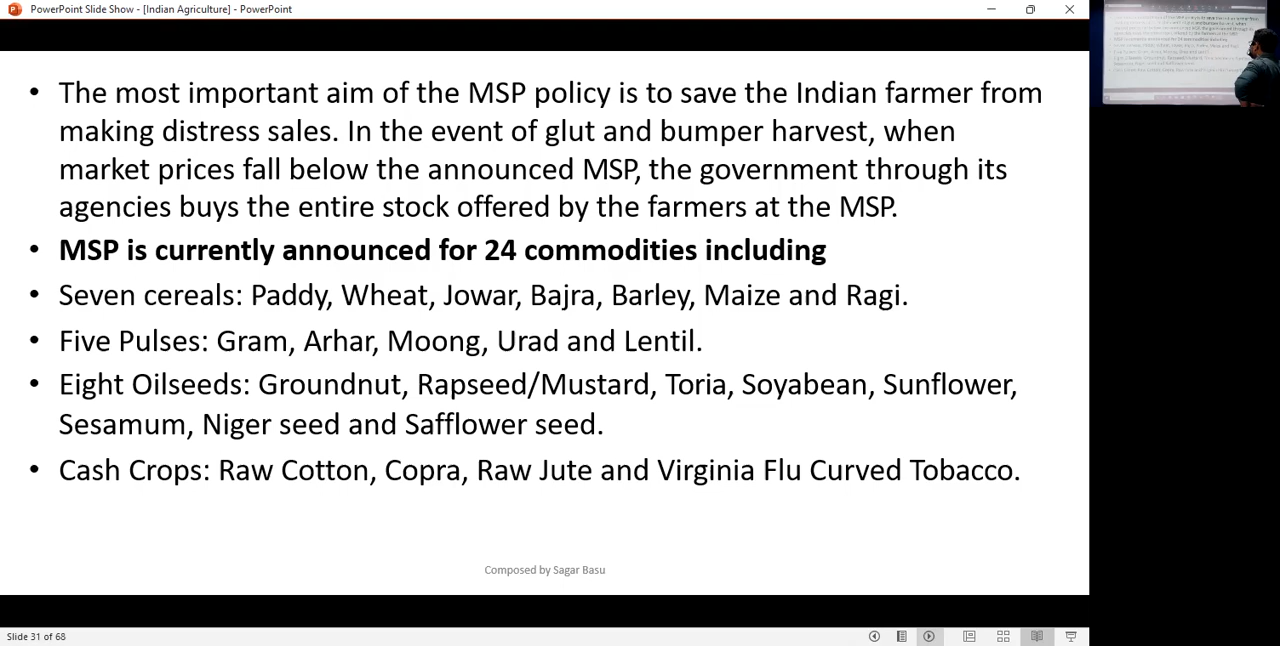 PowerPoint Slide Show - [Indian Agriculture] - PowerPoint
• The most important aim of the MSP policy is to save the Indian farmer from
making distress sales. In the event of glut and bumper harvest, when
market prices fall below the announced MSP, the government through its
agencies buys the entire stock offered by the farmers at the MSP.
• MSP is currently announced for 24 commodities including
• Seven cereals: Paddy, Wheat, Jowar, Bajra, Barley, Maize and Ragi.
• Five Pulses: Gram, Arhar, Moong, Urad and Lentil.
• Eight Oilseeds: Groundnut, Rapseed/Mustard, Toria, Soyabean, Sunflower,
Sesamum, Niger seed and Safflower seed.
• Cash Crops: Raw Cotton, Copra, Raw Jute and Virginia Flu Curved Tobacco.
Composed by Sagar Basu
Slide 31 of 68